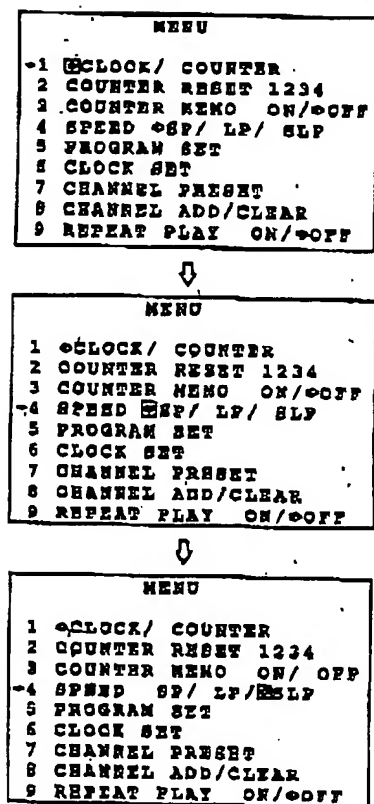 MENU
→1 ➩CLOCK/ COUNTER
2 COUNTER RESET 1234
3 COUNTER MEMO ON/➩OFF
4 SPEED ➩SP/ LP/ SLP
5 PROGRAM SET
6 CLOCK SET
7 CHANNEL PRESET
8 CHANNEL ADD/CLEAR
9 REPEAT PLAY ON/➩OFF
⇩
MENU
1 ➩CLOCK/ COUNTER
2 COUNTER RESET 1234
3 COUNTER MEMO ON/➩OFF
→4 SPEED ➩SP/ LP/ SLP
5 PROGRAM SET
6 CLOCK SET
7 CHANNEL PRESET
8 CHANNEL ADD/CLEAR
9 REPEAT PLAY ON/➩OFF
⇩
MENU
1 ➩CLOCK/ COUNTER
2 COUNTER RESET 1234
3 COUNTER MEMO ON/ OFF
→4 SPEED SP/ LP/➩SLP
5 PROGRAM SET
6 CLOCK SET
7 CHANNEL PRESET
8 CHANNEL ADD/CLEAR
9 REPEAT PLAY ON/➩OFF